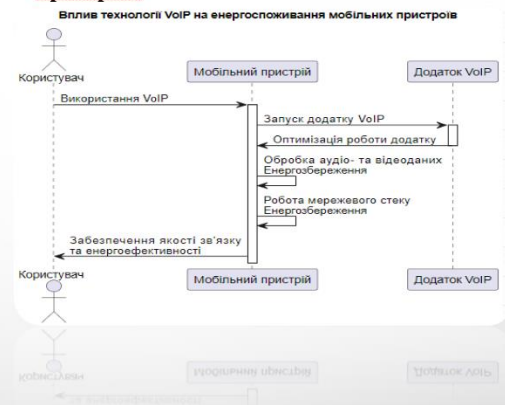 Вплив технології VoIP на енергоспоживання мобільних пристроїв
Користувач
Мобільний пристрій
Додаток VoIP
Використання VoIP
Запуск додатку VoIP
Оптимізація роботи додатку
Обробка аудіо- та відеоданих
Енергозбереження
Робота мережевого стеку
Енергозбереження
Забезпечення якості зв'язку
та енергоефективності
Користувач
Мобільний пристрій
Додаток VoIP